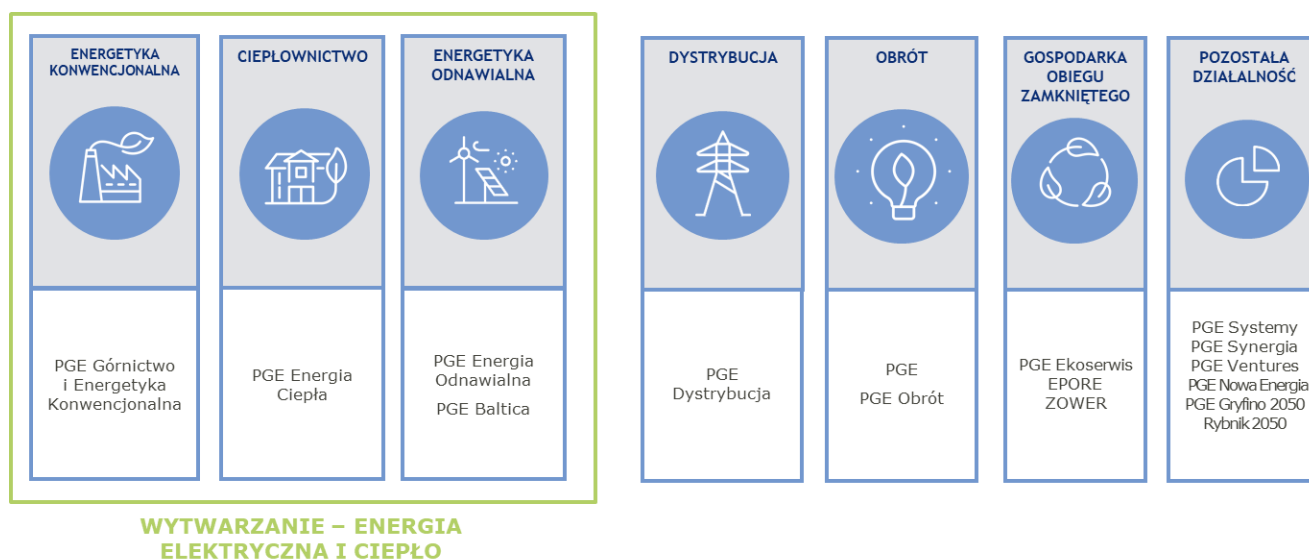 ENERGETYKA
KONWENCJONALNA
PGE Górnictwo
i Energetyka
Konwencjonalna
CIEPŁOWNICTWO
PGE Energia
Ciepła
ENERGETYKA
ODNAWIALNA
PGE Energia
Odnawialna
PGE Baltica
WYTWARZANIE – ENERGIA
ELEKTRYCZNA I CIEPŁO
DYSTRYBUCJA
PGE
Dystrybucja
OBRÓT
PGE
PGE Obrót
GOSPODARKA
OBIEGU
ZAMKNIĘTEGO
PGE Ekoserwis
EPORE
ZOWER
POZOSTAŁA
DZIAŁALNOŚĆ
PGE Systemy
PGE Synergia
PGE Ventures
PGE Nowa Energia
PGE Gryfino 2050
Rybnik 2050